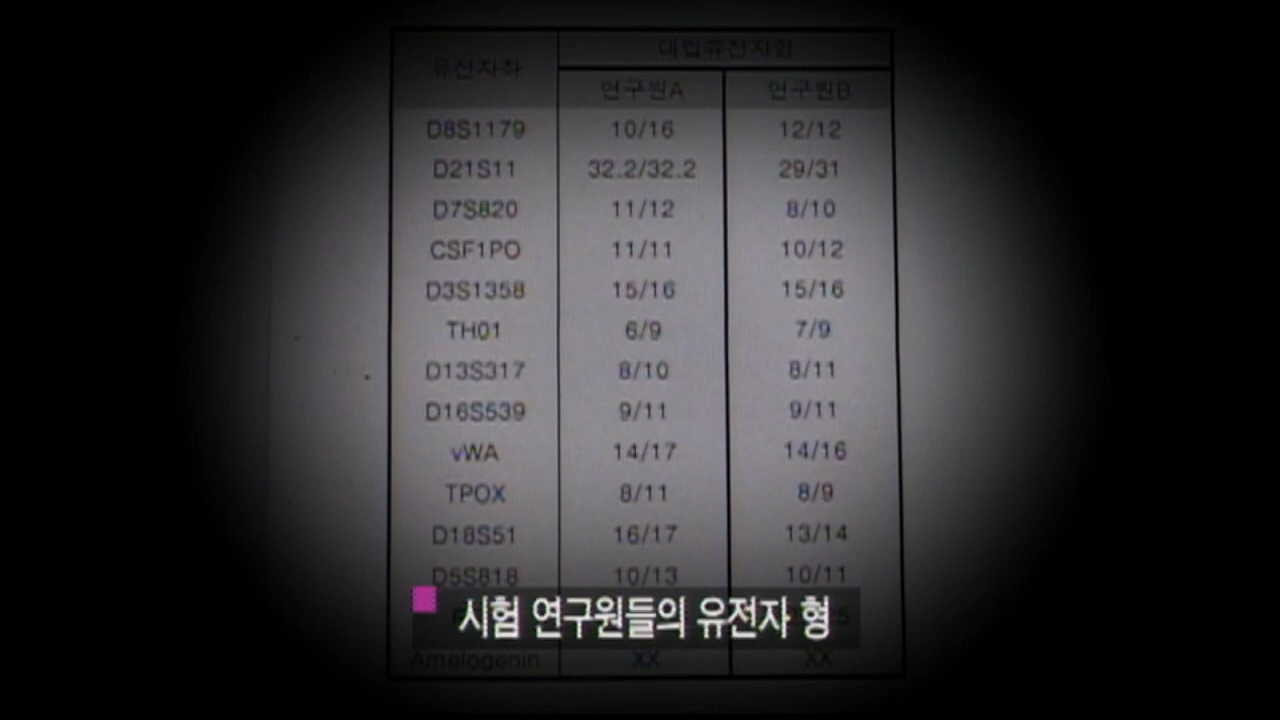 대립유전자형
유전자좌
연구원A 연구원B
D8S1179 10/16 12/12
D21S11 32.2/32.2 29/31
D7S820 11/12 8/10
CSF1PO 11/11 10/12
D3S1358 15/16 15/16
TH01 6/9 7/9
D13S317 8/10 8/11
D16S539 9/11 9/11
vWA 14/17 14/16
TPOX 8/11 8/9
D18S51 16/17 13/14
D5S818 10/13 10/11
시험 연구원들의 유전자 형
Amelogenin XX XX